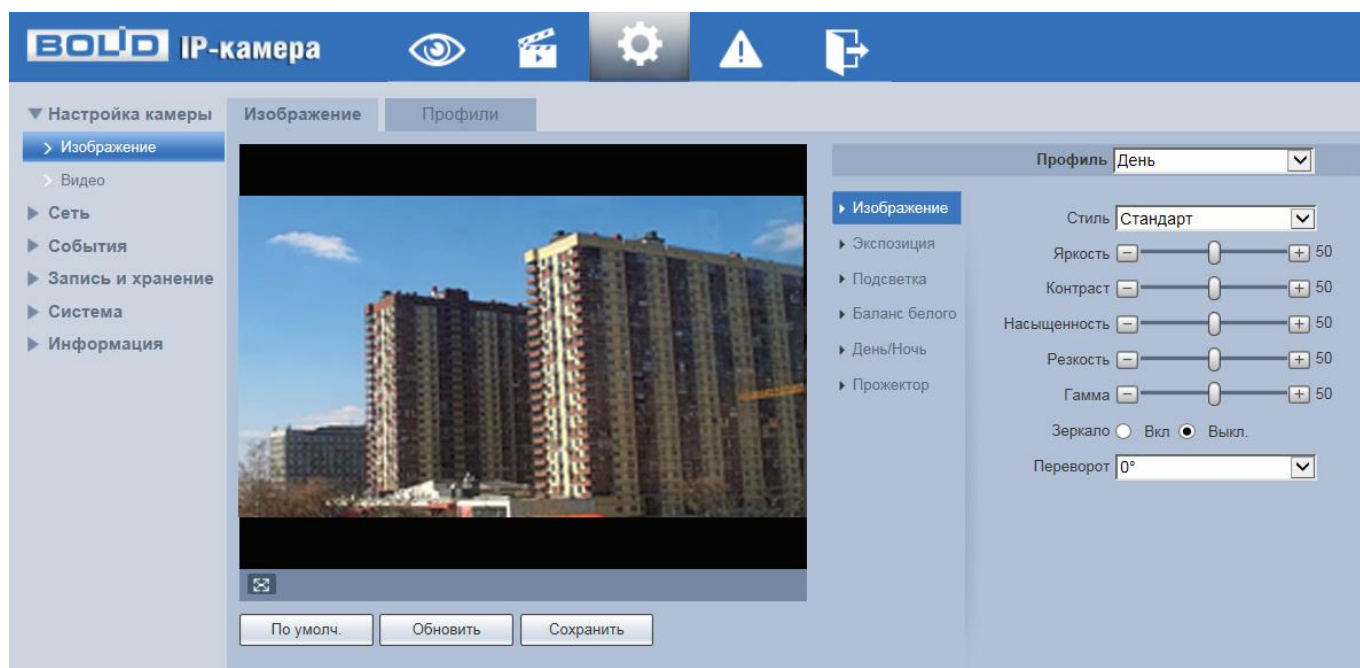 BOLID IP-камера
Настройка камеры
Изображение
Видео
Сеть
События
Запись и хранение
Система
Информация
Изображение
Профили
По умолч.
Обновить
Сохранить
Изображение
Экспозиция
Подсветка
Баланс белого
День/Ночь
Прожектор
Профиль День
Стиль Стандарт
Яркость 50
Контраст 50
Насыщенность 50
Резкость 50
Гамма 50
Зеркало Вкл Выкл.
Переворот 0°